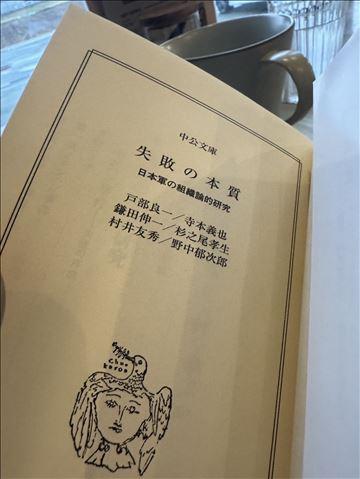 中公文庫
失敗の本質
日本軍の組織論的研究
戸部良一／寺本義也
鎌田伸一／杉之尾孝生
村井友秀／野中郁次郎
Chuo
Koron